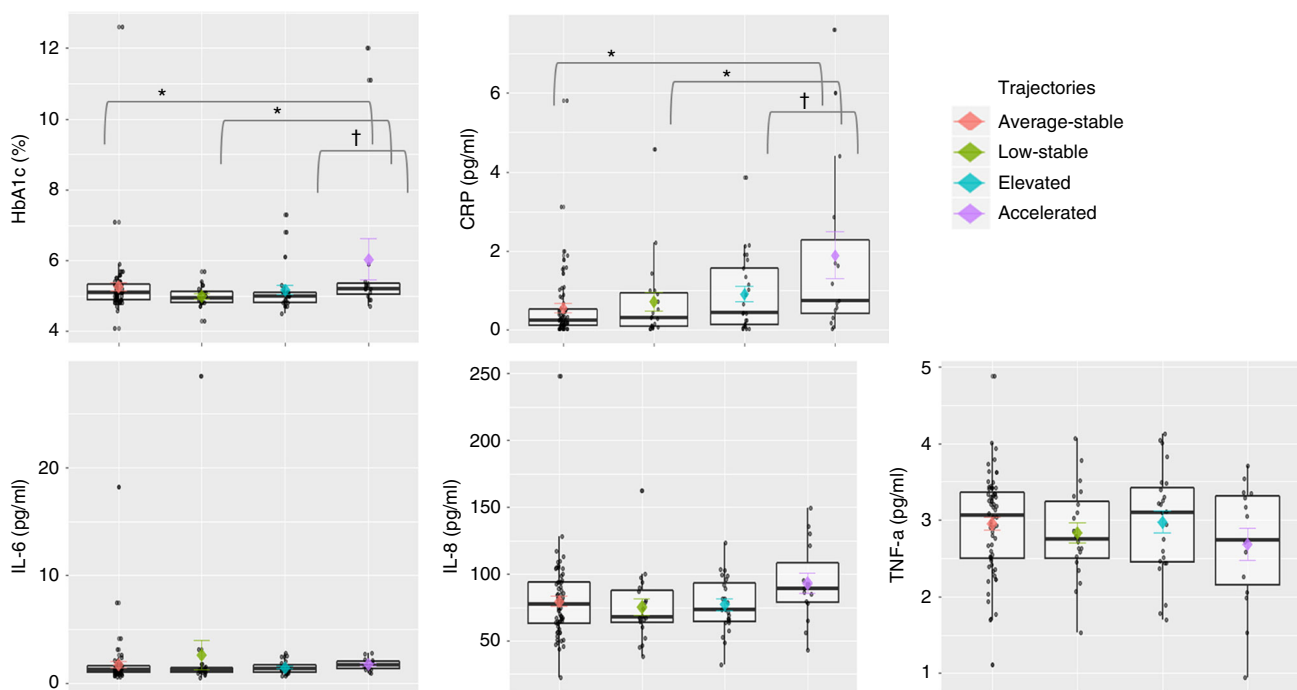 HbA1c (%)
12
10
8
6
4
*
*
†
CRP (pg/ml)
6
4
2
0
*
*
†
Trajectories
Average-stable
Low-stable
Elevated
Accelerated
IL-6 (pg/ml)
20
10
0
IL-8 (pg/ml)
250
200
150
100
50
TNF-a (pg/ml)
5
4
3
2
1